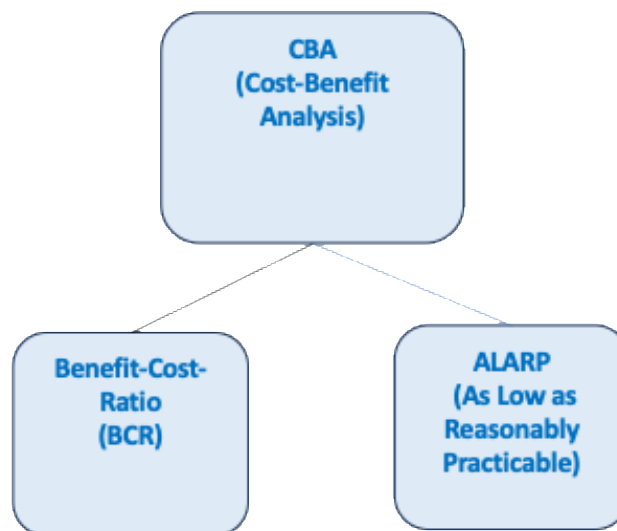 CBA
(Cost-Benefit
Analysis)
Benefit-Cost-
Ratio
(BCR)
ALARP
(As Low as
Reasonably
Practicable)